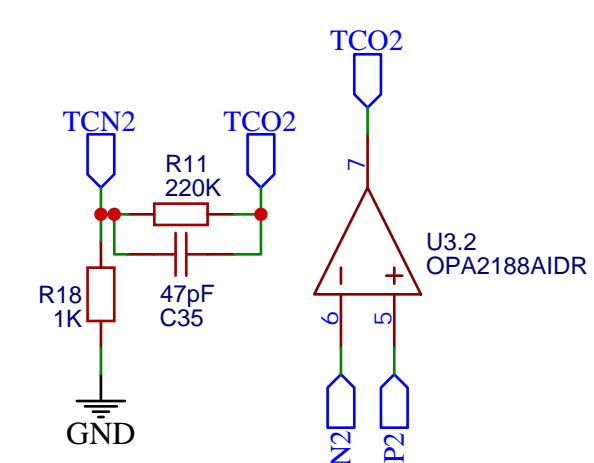 TCO2
TCN2
TCO2
R11
220K
7
U3.2
OPA2188AIDR
R18
1K
47pF
C35
6
5
GND
N2
P2